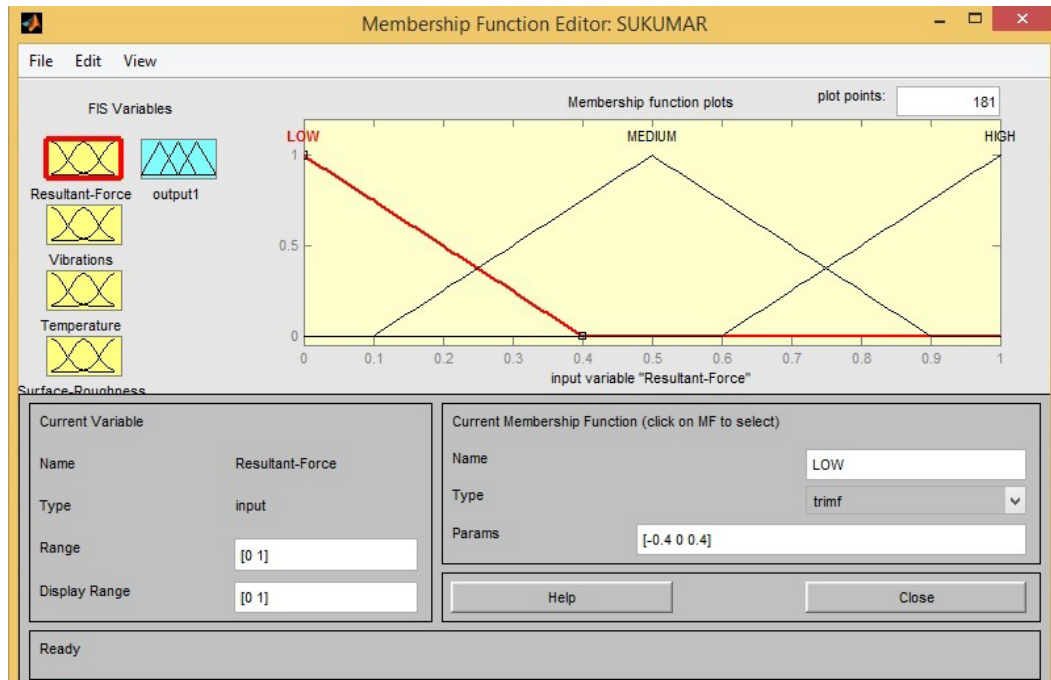 Membership Function Editor: SUKUMAR
File Edit View
FIS Variables
Resultant-Force output1
Vibrations
Temperature
Surface-Roughness
Membership function plots plot points: 181
LOW MEDIUM HIGH
1
0.5
0
0 0.1 0.2 0.3 0.4 0.5 0.6 0.7 0.8 0.9 1
input variable "Resultant-Force"
Current Variable
Name Resultant-Force
Type input
Range [0 1]
Display Range [0 1]
Current Membership Function (click on MF to select)
Name LOW
Type trimf
Params [-0.4 0 0.4]
Help Close
Ready